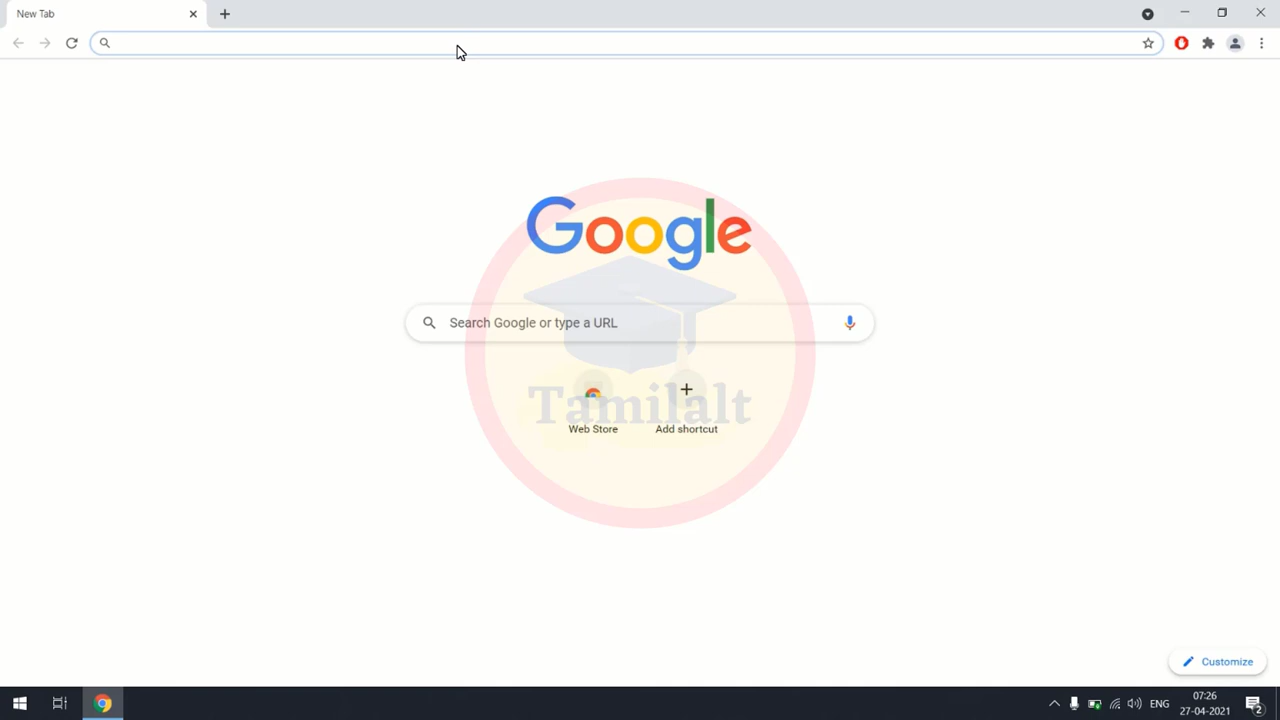 New Tab
Google
Search Google or type a URL
Tamilalt
Web Store
Add shortcut
Customize
ENG
07:26
27-04-2021
2